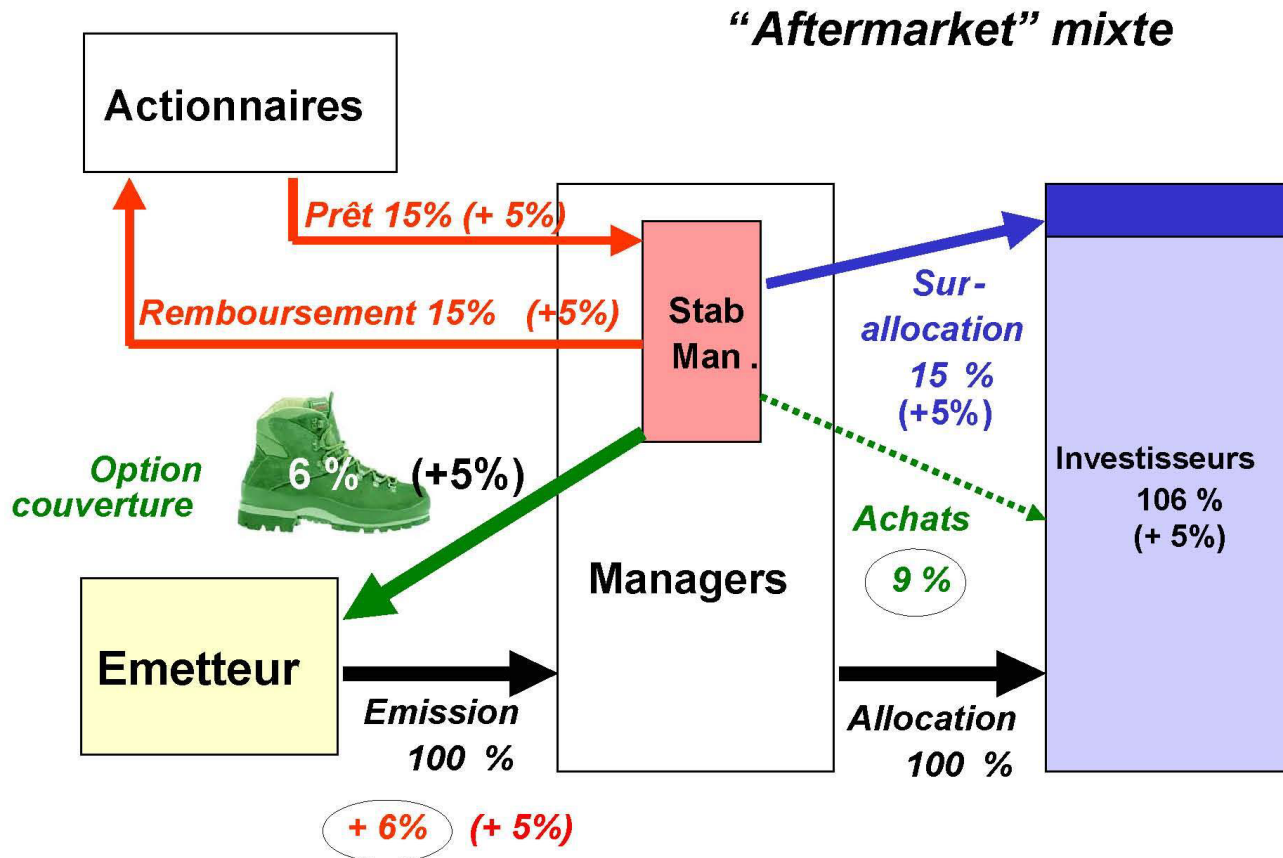 “Aftermarket” mixte
Actionnaires
Prêt 15% (+ 5%)
Remboursement 15% (+5%)
Stab
Man .
Sur-
allocation
15 %
(+5%)
Option
couverture
6 %
(+5%)
Investisseurs
106 %
(+ 5%)
Achats
9 %
Managers
Emetteur
Emission
100 %
Allocation
100 %
+ 6% (+ 5%)